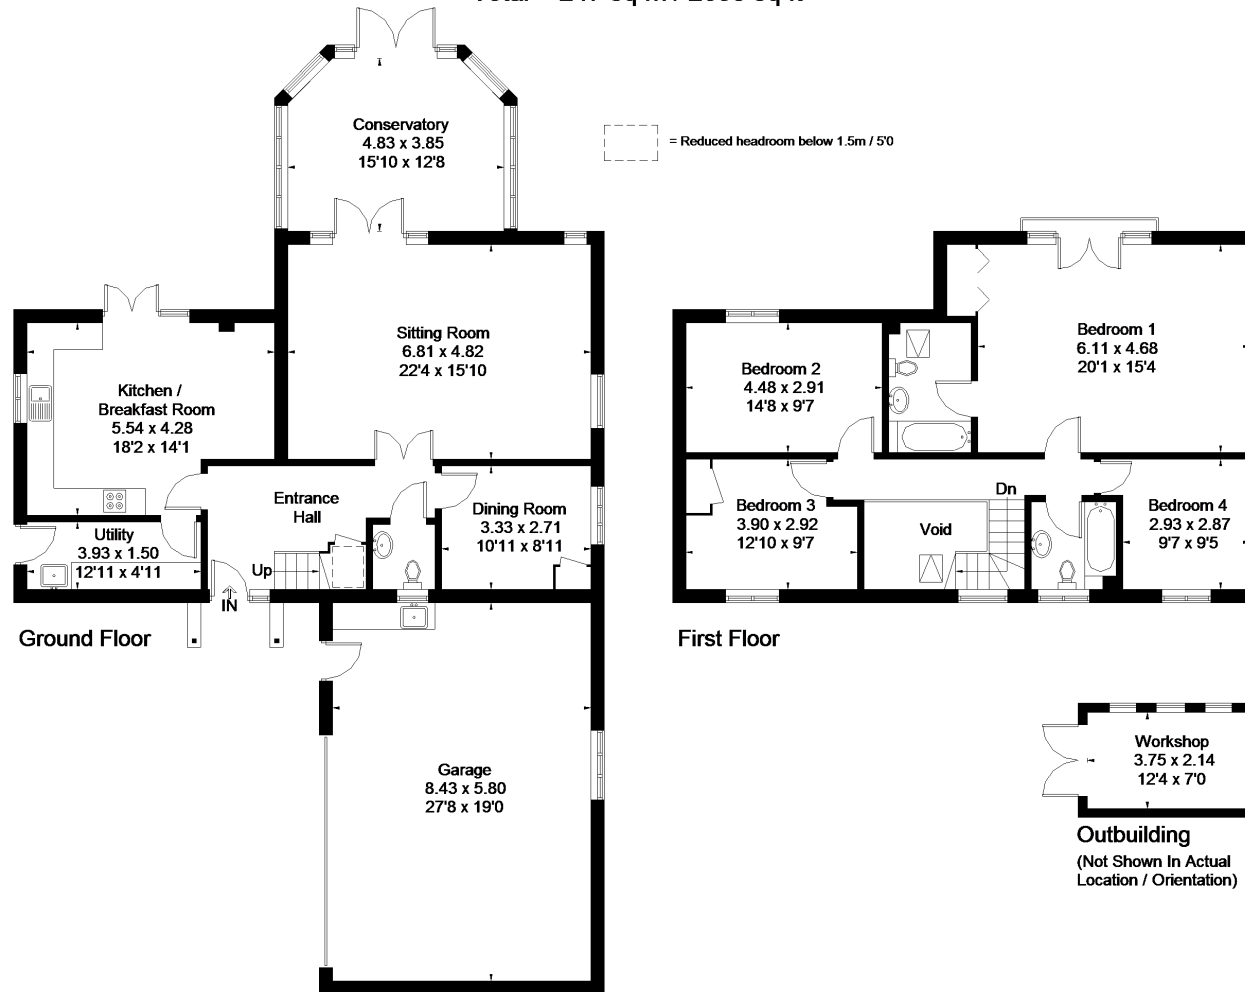 Conservatory
4.83 x 3.85
15'10 x 12'8
= Reduced headroom below 1.5m / 5'0
Sitting Room
6.81 x 4.82
22'4 x 15'10
Kitchen /
Breakfast Room
5.54 x 4.28
18'2 x 14'1
Entrance
Hall
Dining Room
3.33 x 2.71
10'11 x 8'11
Utility
3.93 x 1.50
12'11 x 4'11
Up
IN
Ground Floor
Garage
8.43 x 5.80
27'8 x 19'0
Bedroom 1
6.11 x 4.68
20'1 x 15'4
Bedroom 2
4.48 x 2.91
14'8 x 9'7
Bedroom 3
3.90 x 2.92
12'10 x 9'7
Dn
Void
Bedroom 4
2.93 x 2.87
9'7 x 9'5
First Floor
Workshop
3.75 x 2.14
12'4 x 7'0
Outbuilding
(Not Shown In Actual
Location / Orientation)